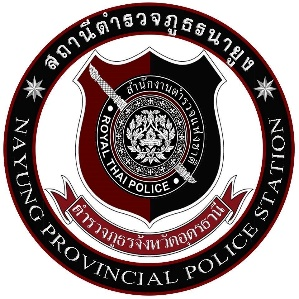 สถานีตำรวจภูธรนายูง
สำนักงานตำรวจแห่งชาติ
ROYAL THAI POLICE
ตำรวจภูธรจังหวัดอุดรธานี
NAYUNG PROVINCIAL POLICE STATION